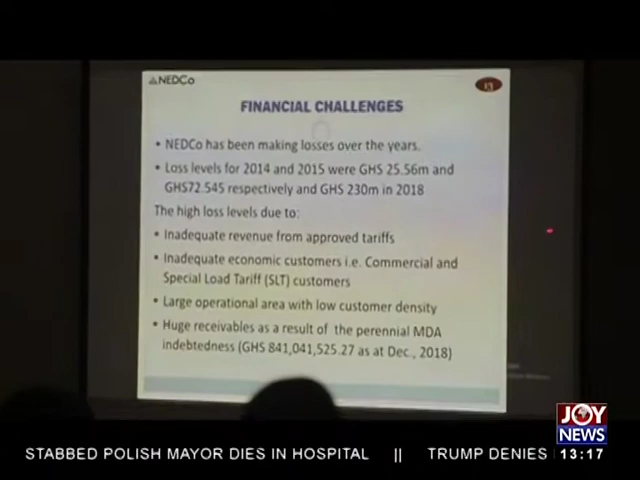 NEDCo
13
FINANCIAL CHALLENGES
• NEDCo has been making losses over the years.
• Loss levels for 2014 and 2015 were GHS 25.56m and
GHS72.545 respectively and GHS 230m in 2018
The high loss levels due to:
• Inadequate revenue from approved tariffs
• Inadequate economic customers i.e. Commercial and
Special Load Tariff (SLT) customers
• Large operational area with low customer density
• Huge receivables as a result of the perennial MDA
indebtedness (GHS 841,041,525.27 as at Dec., 2018)
JOY
NEWS
STABBED POLISH MAYOR DIES IN HOSPITAL || TRUMP DENIES
13:17